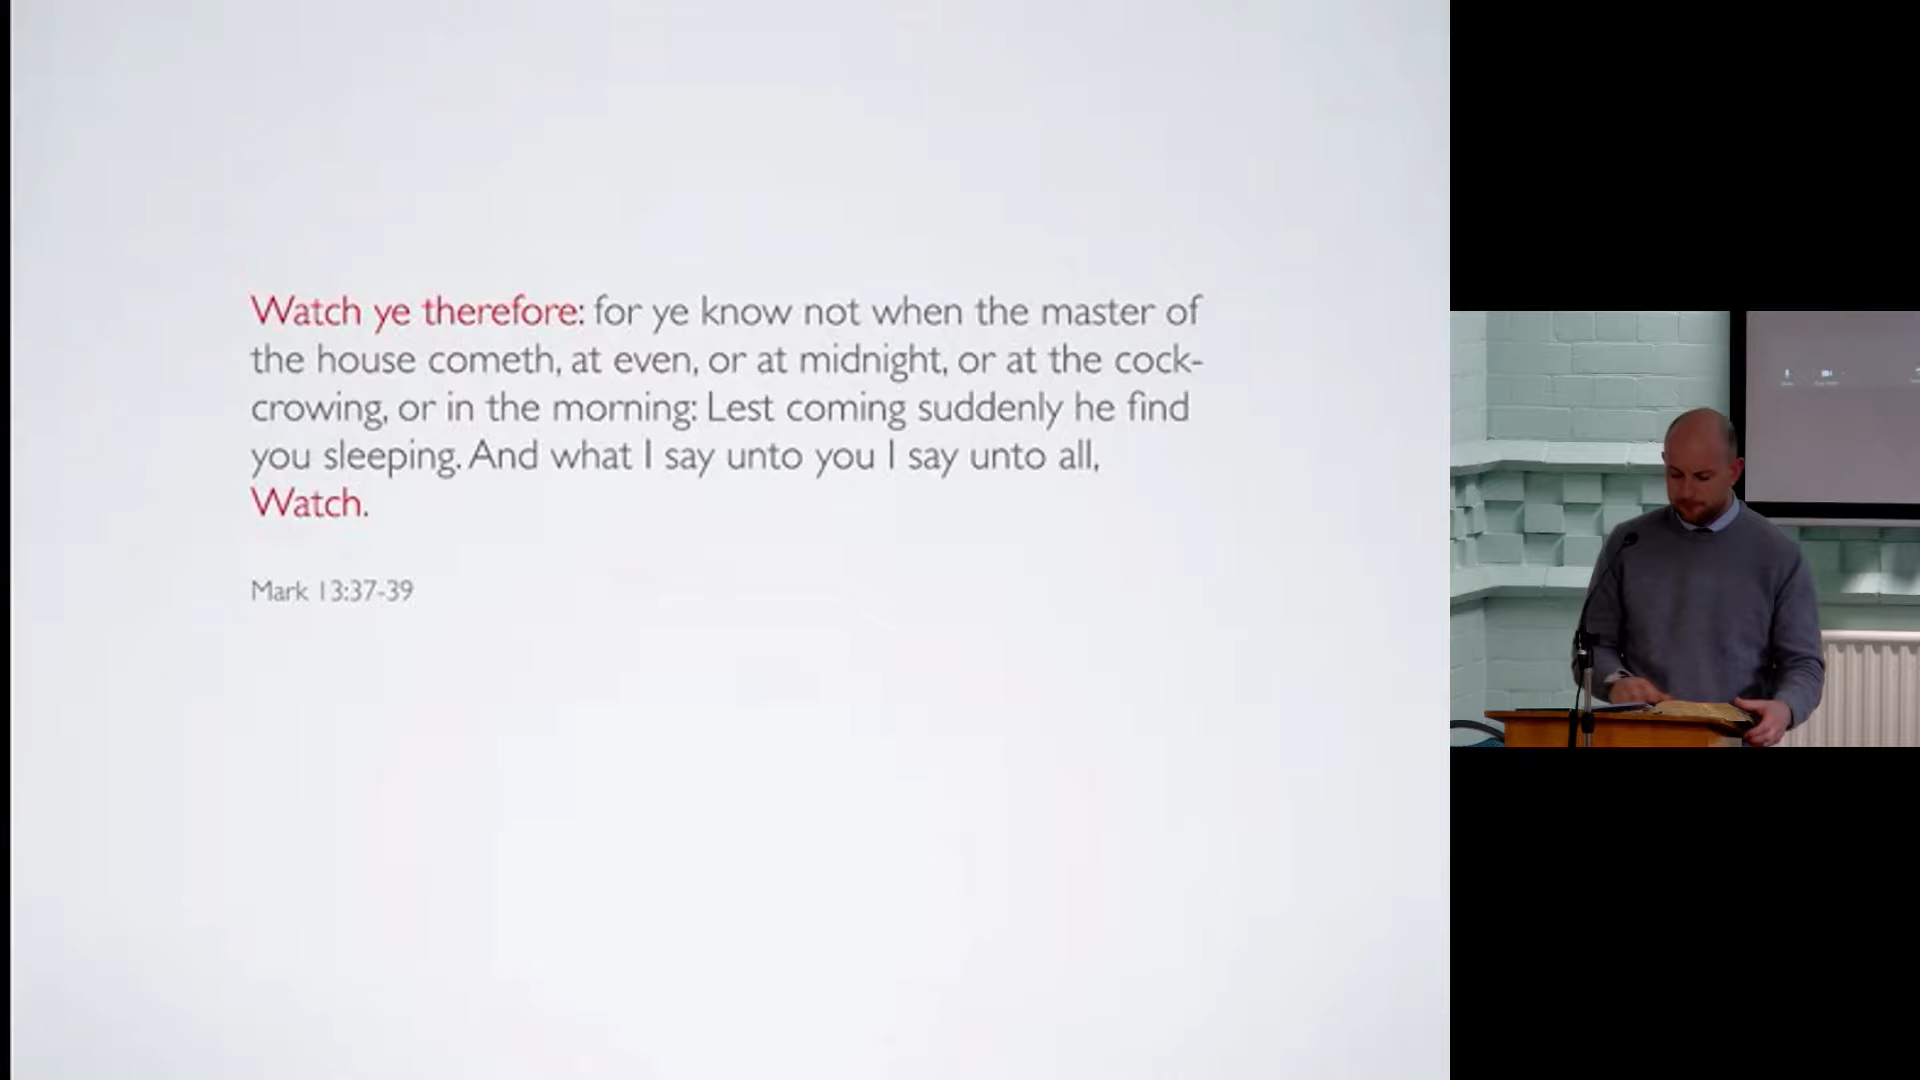 Watch ye therefore: for ye know not when the master of
the house cometh, at even, or at midnight, or at the cock-
crowing, or in the morning: Lest coming suddenly he find
you sleeping. And what I say unto you I say unto all,
Watch.
Mark 13:37-39